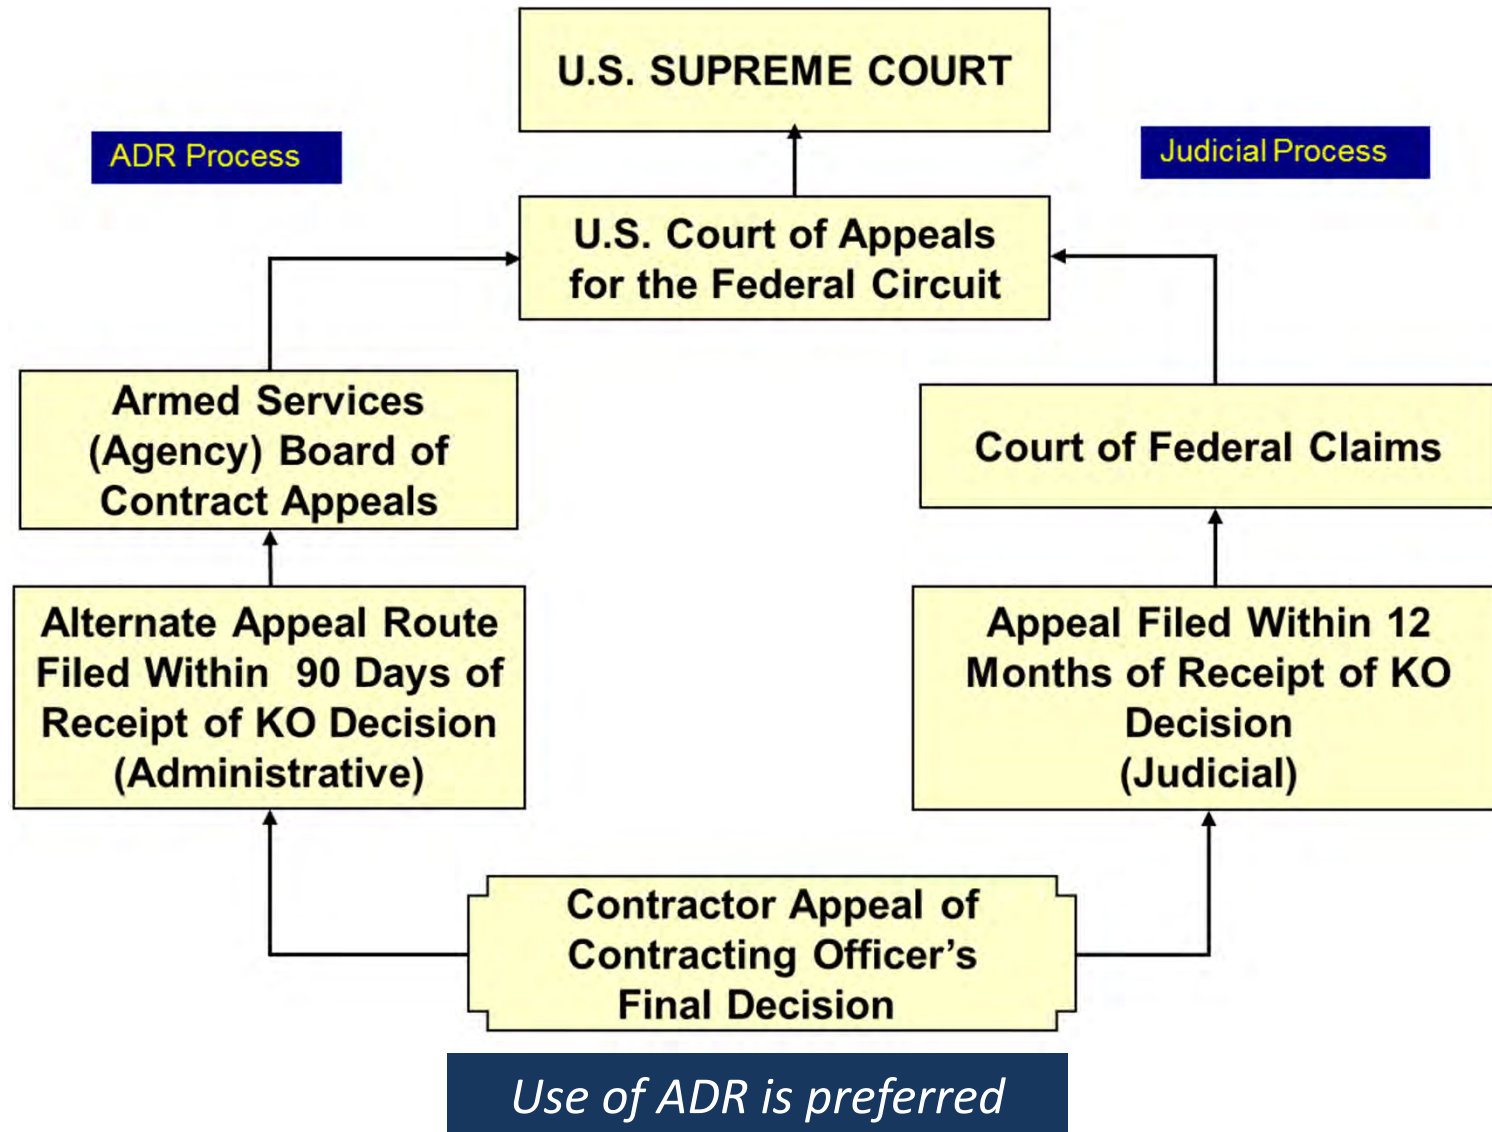 U.S. SUPREME COURT
ADR Process
Judicial Process
U.S. Court of Appeals
for the Federal Circuit
Armed Services
(Agency) Board of
Contract Appeals
Court of Federal Claims
Alternate Appeal Route
Filed Within 90 Days of
Receipt of KO Decision
(Administrative)
Appeal Filed Within 12
Months of Receipt of KO
Decision
(Judicial)
Contractor Appeal of
Contracting Officer’s
Final Decision
Use of ADR is preferred